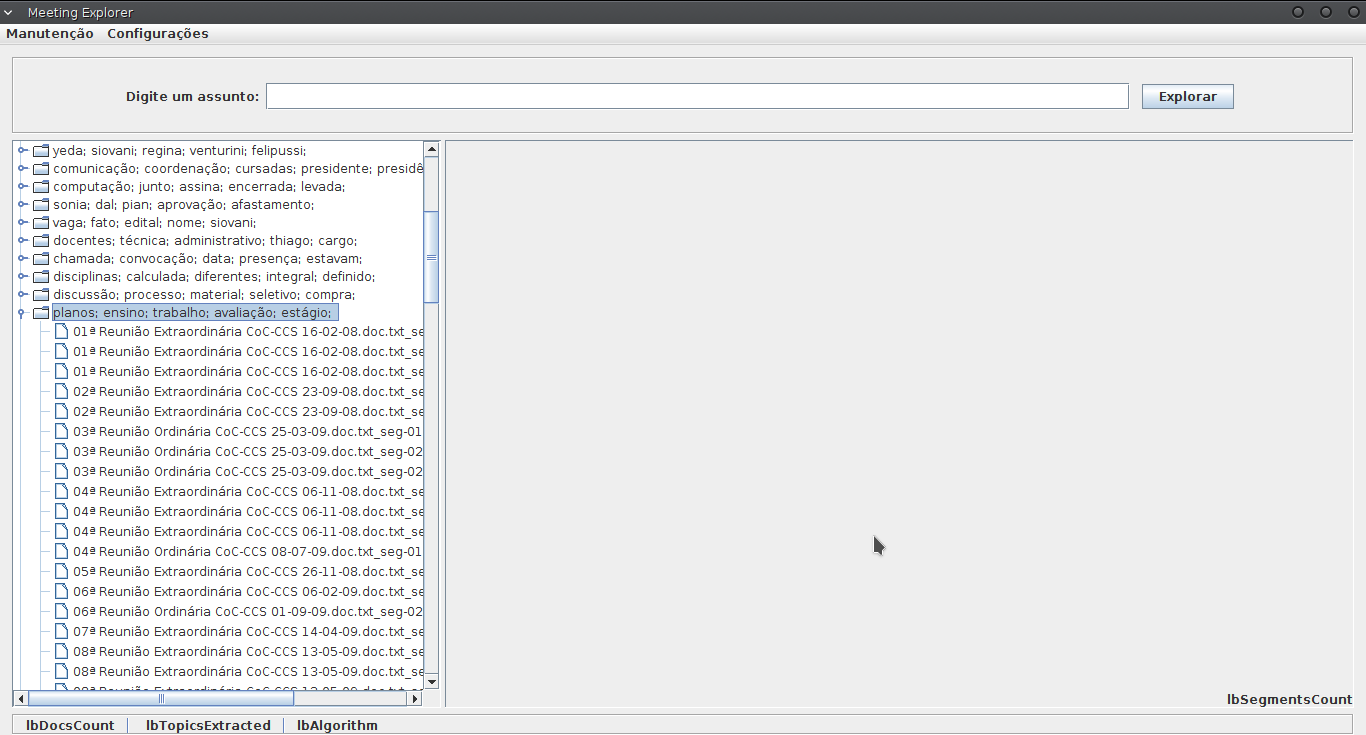 Meeting Explorer
Manutenção Configurações
Digite um assunto: Explorar
yeda; siovani; regina; venturini; felipussi;
comunicação; coordenação; cursadas; presidente; presidê
computação; junto; assina; encerrada; levada;
sonia; dal; pian; aprovação; afastamento;
vaga; fato; edital; nome; siovani;
docentes; técnica; administrativo; thiago; cargo;
chamada; convocação; data; presença; estavam;
disciplinas; calculada; diferentes; integral; definido;
discussão; processo; material; seletivo; compra;
planos; ensino; trabalho; avaliação; estágio;
01ª Reunião Extraordinária CoC-CCS 16-02-08.doc.txt_se
01ª Reunião Extraordinária CoC-CCS 16-02-08.doc.txt_se
01ª Reunião Extraordinária CoC-CCS 16-02-08.doc.txt_se
02ª Reunião Extraordinária CoC-CCS 23-09-08.doc.txt_se
02ª Reunião Extraordinária CoC-CCS 23-09-08.doc.txt_se
03ª Reunião Ordinária CoC-CCS 25-03-09.doc.txt_seg-01
03ª Reunião Ordinária CoC-CCS 25-03-09.doc.txt_seg-02
03ª Reunião Ordinária CoC-CCS 25-03-09.doc.txt_seg-02
04ª Reunião Extraordinária CoC-CCS 06-11-08.doc.txt_se
04ª Reunião Extraordinária CoC-CCS 06-11-08.doc.txt_se
04ª Reunião Extraordinária CoC-CCS 06-11-08.doc.txt_se
04ª Reunião Ordinária CoC-CCS 08-07-09.doc.txt_seg-01
05ª Reunião Extraordinária CoC-CCS 26-11-08.doc.txt_se
06ª Reunião Extraordinária CoC-CCS 06-02-09.doc.txt_se
06ª Reunião Ordinária CoC-CCS 01-09-09.doc.txt_seg-02
07ª Reunião Extraordinária CoC-CCS 14-04-09.doc.txt_se
08ª Reunião Extraordinária CoC-CCS 13-05-09.doc.txt_se
08ª Reunião Extraordinária CoC-CCS 13-05-09.doc.txt_se
lbSegmentsCount
lbDocsCount lbTopicsExtracted lbAlgorithm